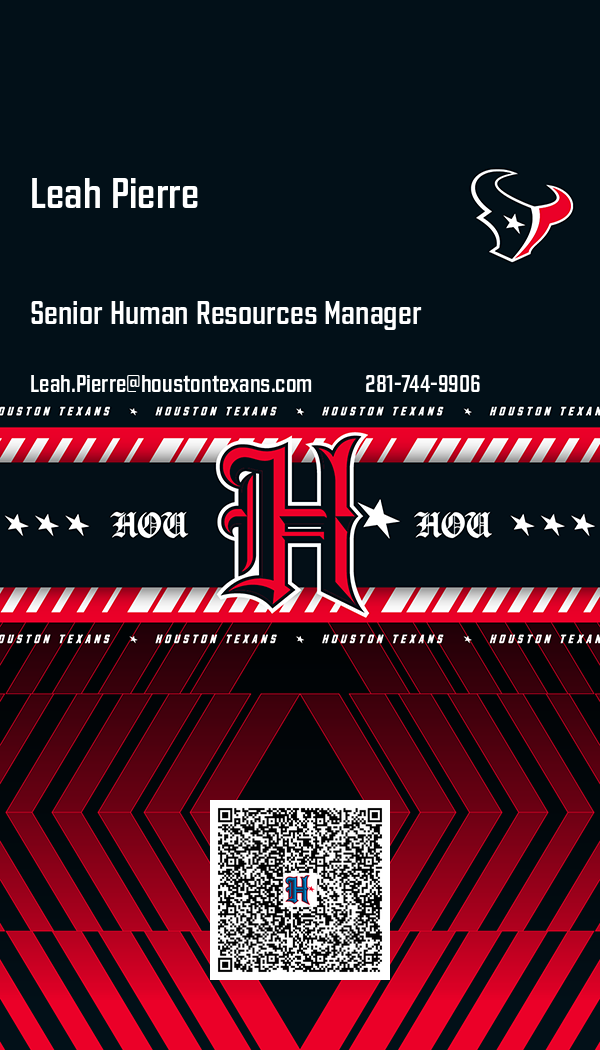 Leah Pierre
Senior Human Resources Manager
Leah.Pierre@houstontexans.com 281-744-9906
HOUSTON TEXANS HOUSTON TEXANS HOUSTON TEXANS HOUSTON TEXANS
HOU H HOU
HOUSTON TEXANS HOUSTON TEXANS HOUSTON TEXANS HOUSTON TEXANS
H